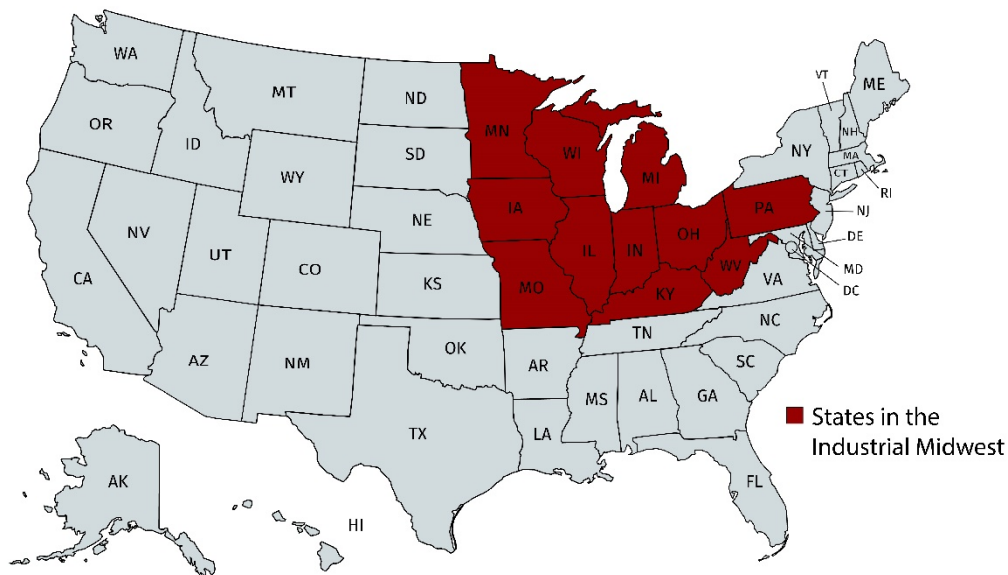 WA
MT
ND
MN
VT
ME
OR
ID
SD
WI
NH
NY
MA
WY
MI
CT
RI
IA
PA
NJ
NE
NV
OH
DE
UT
IL
IN
CA
CO
WV
MD
KS
MO
KY
VA
DC
NC
TN
OK
AZ
NM
AR
SC
MS
AL
GA
TX
LA
States in the
Industrial Midwest
FL
AK
HI